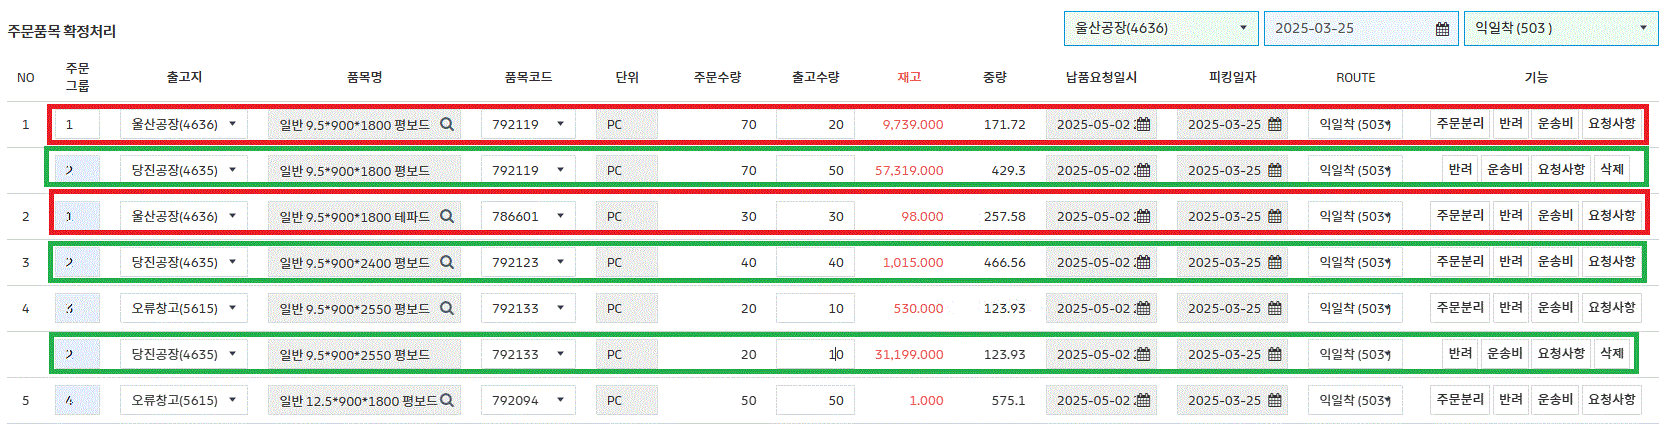 주문품목 확정처리 울산공장(4636) 2025-03-25 익일착 (503 )
NO 주문그룹 출고지 품목명 품목코드 단위 주문수량 출고수량 재고 중량 납품요청일시 피킹일자 ROUTE 기능
1 1 울산공장(4636) 일반 9.5*900*1800 평보드 792119 PC 70 20 9,739.000 171.72 2025-05-02 2025-03-25 익일착 (503 주문분리 반려 운송비 요청사항
2 당진공장(4635) 일반 9.5*900*1800 평보드 792119 PC 70 50 57,319.000 429.3 2025-05-02 2025-03-25 익일착 (503 반려 운송비 요청사항 삭제
2 1 울산공장(4636) 일반 9.5*900*1800 테파드 786601 PC 30 30 98.000 257.58 2025-05-02 2025-03-25 익일착 (503 주문분리 반려 운송비 요청사항
3 2 당진공장(4635) 일반 9.5*900*2400 평보드 792123 PC 40 40 1,015.000 466.56 2025-05-02 2025-03-25 익일착 (503 주문분리 반려 운송비 요청사항
4 3 오류창고(5615) 일반 9.5*900*2550 평보드 792133 PC 20 10 530.000 123.93 2025-05-02 2025-03-25 익일착 (503 주문분리 반려 운송비 요청사항
2 당진공장(4635) 일반 9.5*900*2550 평보드 792133 PC 20 10 31,199.000 123.93 2025-05-02 2025-03-25 익일착 (503 반려 운송비 요청사항 삭제
5 4 오류창고(5615) 일반 12.5*900*1800 평보드 792094 PC 50 50 1.000 575.1 2025-05-02 2025-03-25 익일착 (503 주문분리 반려 운송비 요청사항